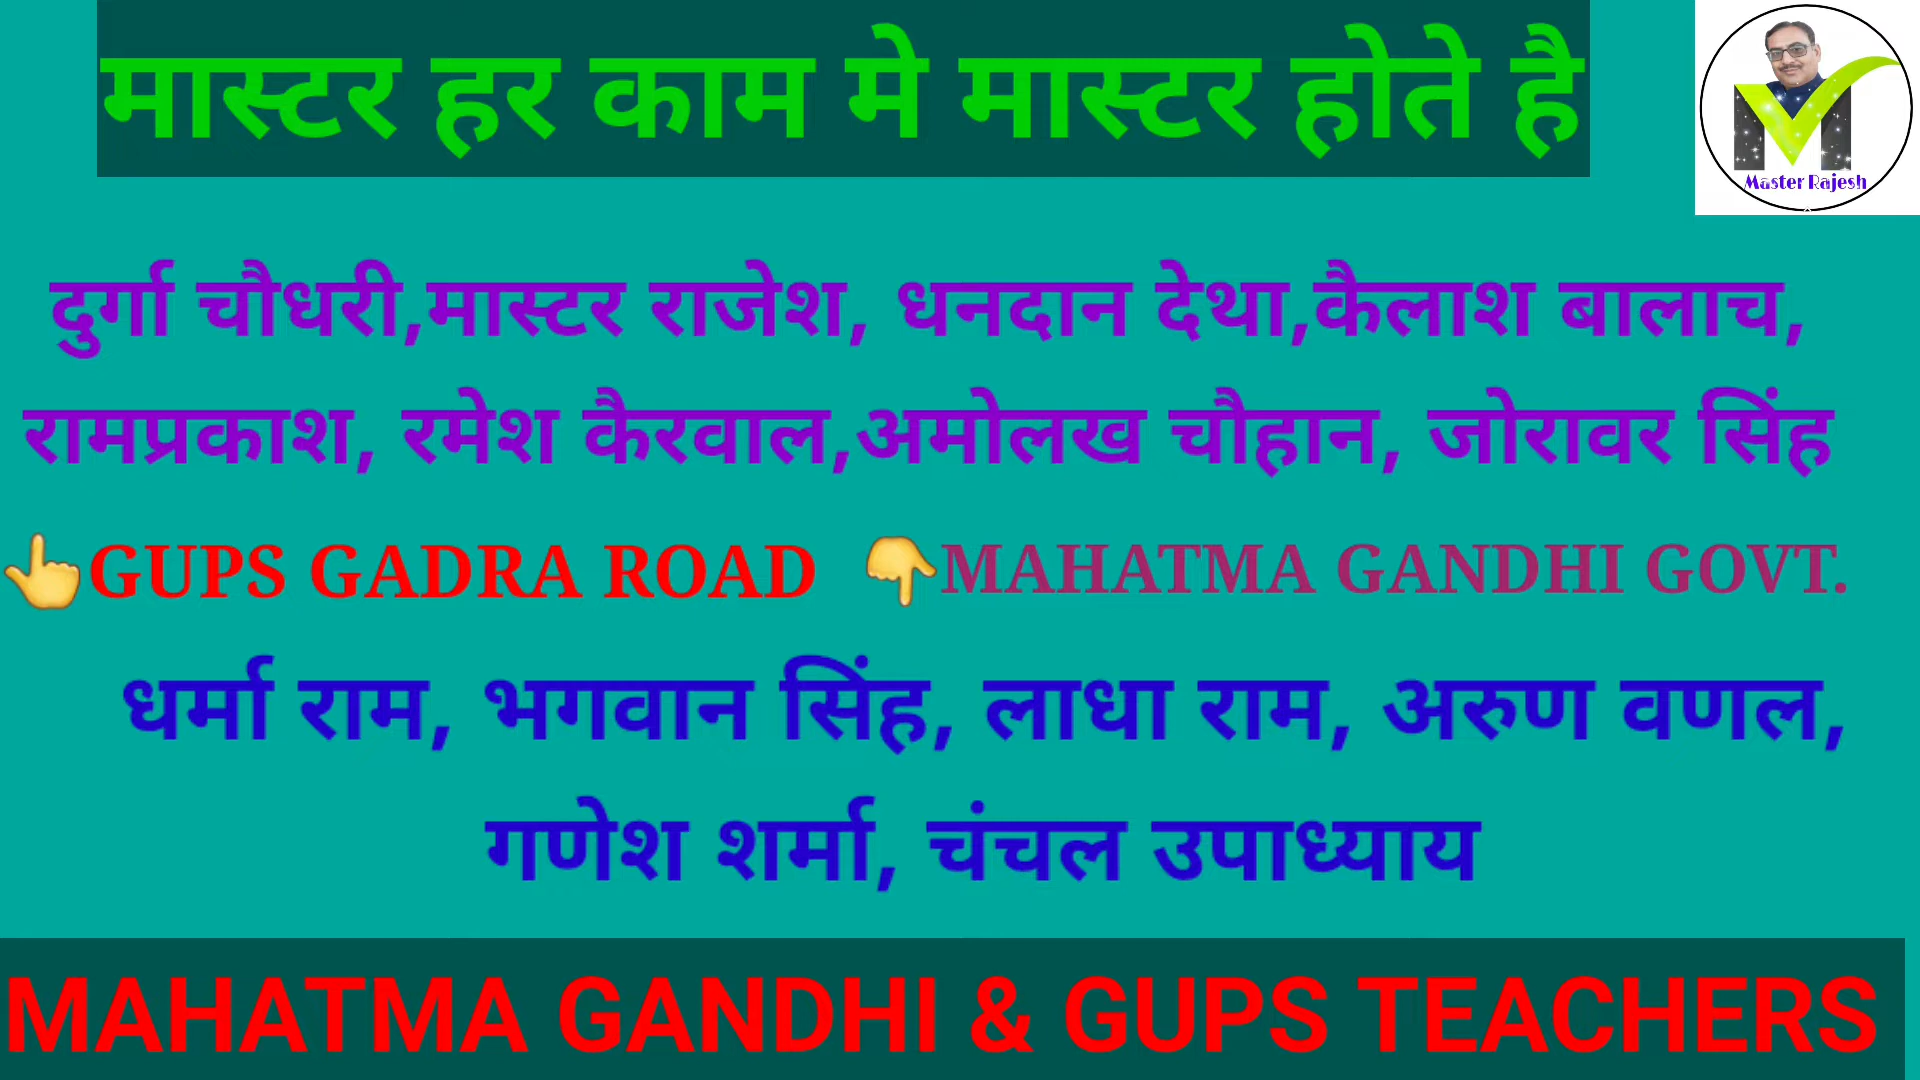 मास्टर हर काम मे मास्टर होते है
Master Rajesh
दुर्गा चौधरी,मास्टर राजेश, धनदान देथा,कैलाश बालाच,
रामप्रकाश, रमेश कैरवाल,अमोलख चौहान, जोरावर सिंह
👆GUPS GADRA ROAD 👇MAHATMA GANDHI GOVT.
धर्मा राम, भगवान सिंह, लाधा राम, अरुण वणल,
गणेश शर्मा, चंचल उपाध्याय
MAHATMA GANDHI & GUPS TEACHERS